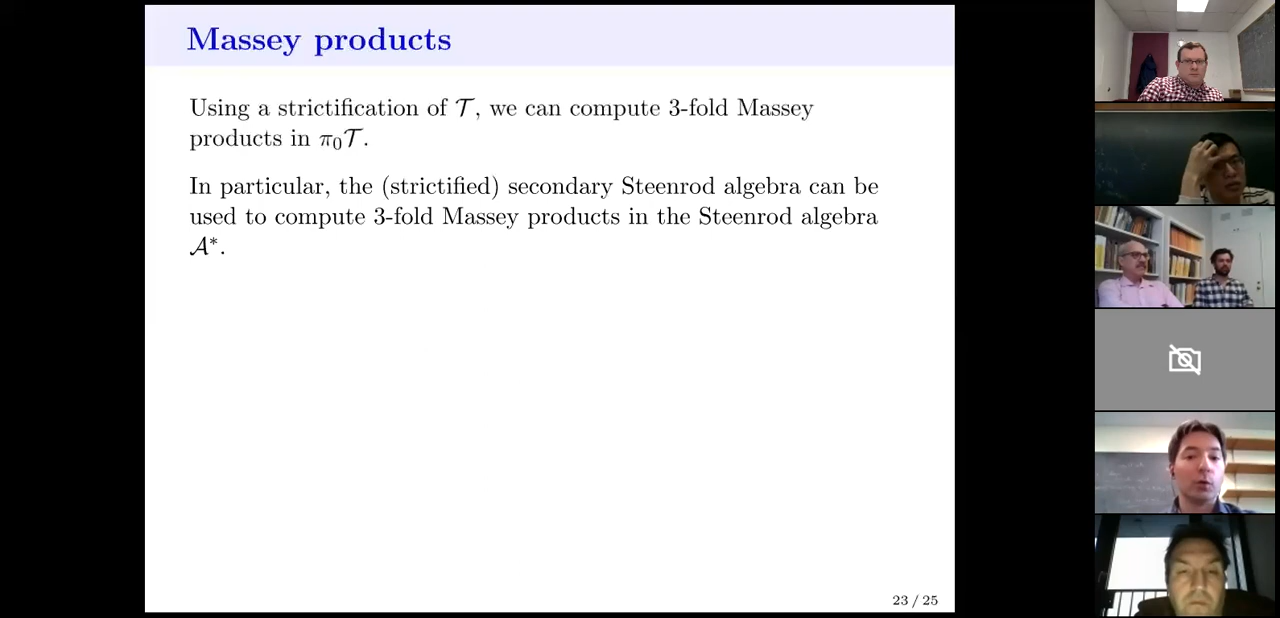 Massey products
Using a strictification of 𝒯, we can compute 3-fold Massey
products in π₀𝒯.
In particular, the (strictified) secondary Steenrod algebra can be
used to compute 3-fold Massey products in the Steenrod algebra
𝒜*.
23 / 25